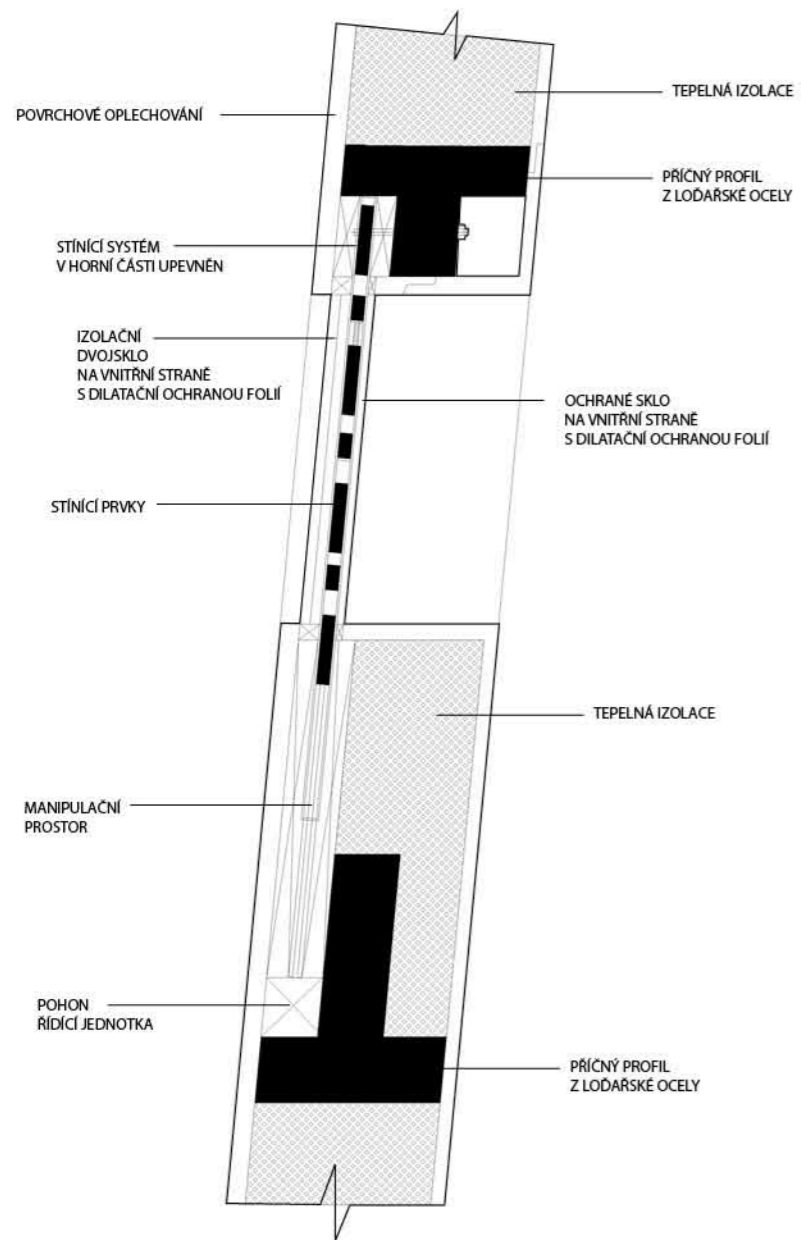 TEPELNÁ IZOLACE
POVRCHOVÉ OPLECHOVÁNÍ
PŘÍČNÝ PROFIL
Z LOĎAŘSKÉ OCELY
STÍNÍCÍ SYSTÉM
V HORNÍ ČÁSTI UPEVNĚN
IZOLAČNÍ
DVOJSKLO
NA VNITŘNÍ STRANĚ
S DILATAČNÍ OCHRANOU FOLIÍ
OCHRANÉ SKLO
NA VNITŘNÍ STRANĚ
S DILATAČNÍ OCHRANOU FOLIÍ
STÍNÍCÍ PRVKY
TEPELNÁ IZOLACE
MANIPULAČNÍ
PROSTOR
POHON
ŘÍDÍCÍ JEDNOTKA
PŘÍČNÝ PROFIL
Z LOĎAŘSKÉ OCELY